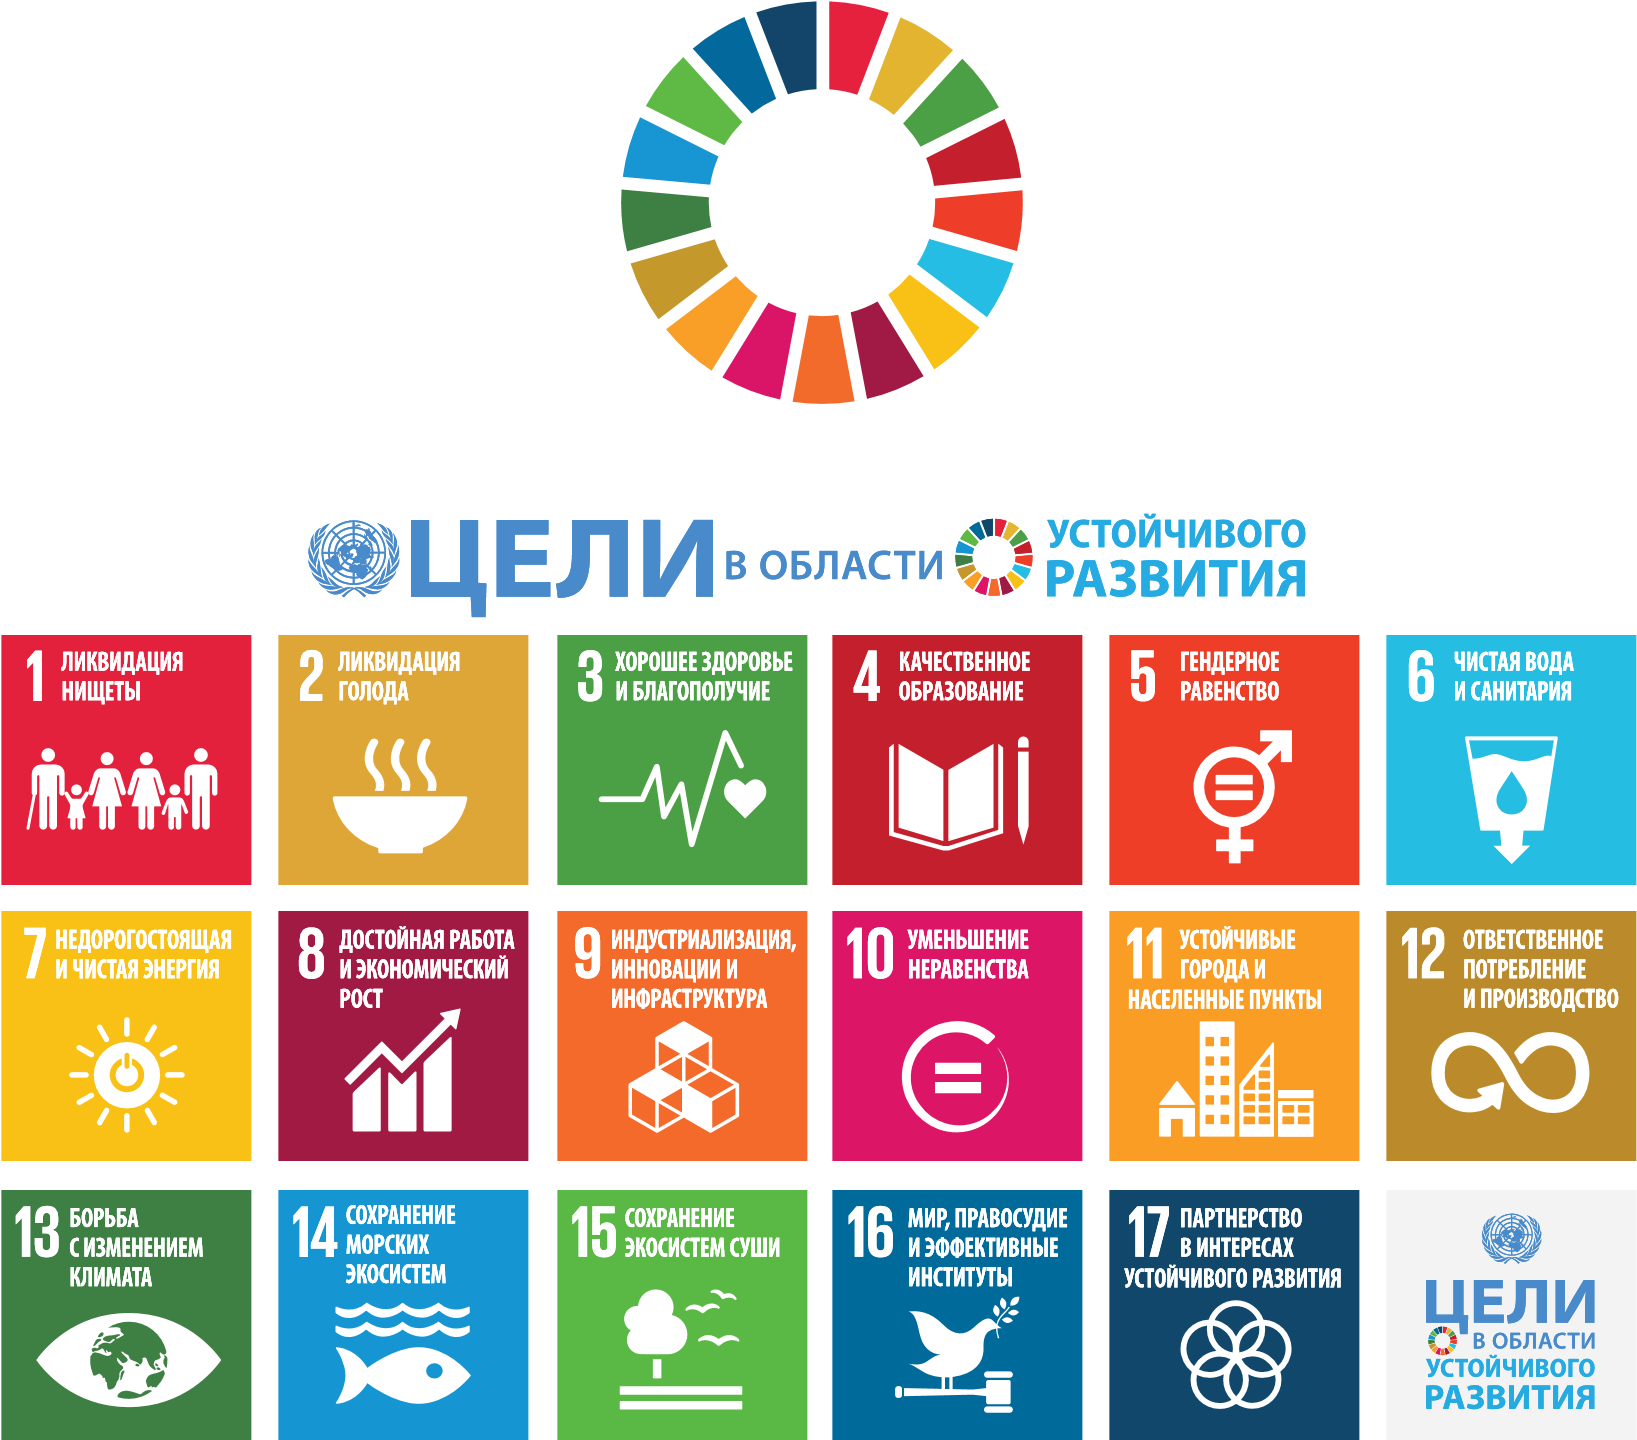 ЦЕЛИ В ОБЛАСТИ УСТОЙЧИВОГО
РАЗВИТИЯ
1 ЛИКВИДАЦИЯ
НИЩЕТЫ
2 ЛИКВИДАЦИЯ
ГОЛОДА
3 ХОРОШЕЕ ЗДОРОВЬЕ
И БЛАГОПОЛУЧИЕ
4 КАЧЕСТВЕННОЕ
ОБРАЗОВАНИЕ
5 ГЕНДЕРНОЕ
РАВЕНСТВО
6 ЧИСТАЯ ВОДА
И САНИТАРИЯ
7 НЕДОРОГОСТОЯЩАЯ
И ЧИСТАЯ ЭНЕРГИЯ
8 ДОСТОЙНАЯ РАБОТА
И ЭКОНОМИЧЕСКИЙ
РОСТ
9 ИНДУСТРИАЛИЗАЦИЯ,
ИННОВАЦИИ И
ИНФРАСТРУКТУРА
10 УМЕНЬШЕНИЕ
НЕРАВЕНСТВА
11 УСТОЙЧИВЫЕ
ГОРОДА И
НАСЕЛЕННЫЕ ПУНКТЫ
12 ОТВЕТСТВЕННОЕ
ПОТРЕБЛЕНИЕ
И ПРОИЗВОДСТВО
13 БОРЬБА
С ИЗМЕНЕНИЕМ
КЛИМАТА
14 СОХРАНЕНИЕ
МОРСКИХ
ЭКОСИСТЕМ
15 СОХРАНЕНИЕ
ЭКОСИСТЕМ СУШИ
16 МИР, ПРАВОСУДИЕ
И ЭФФЕКТИВНЫЕ
ИНСТИТУТЫ
17 ПАРТНЕРСТВО
В ИНТЕРЕСАХ
УСТОЙЧИВОГО РАЗВИТИЯ
ЦЕЛИ
В ОБЛАСТИ
УСТОЙЧИВОГО
РАЗВИТИЯ